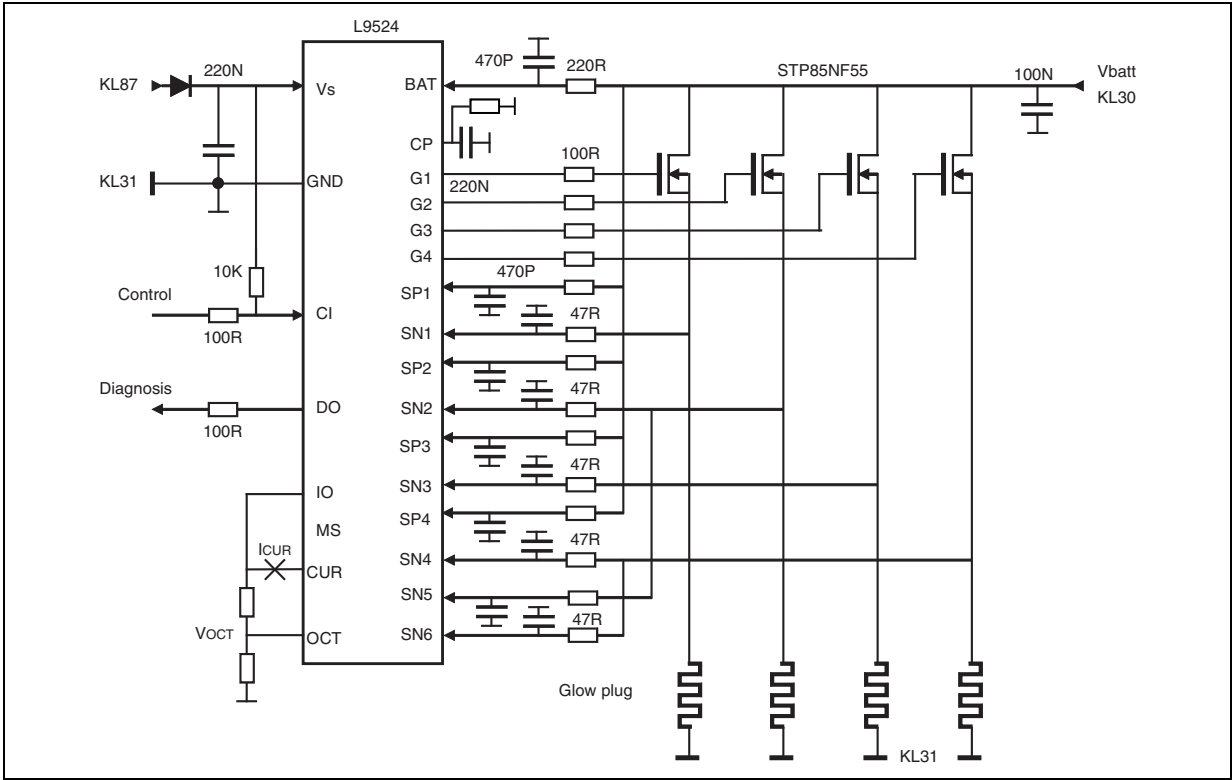 L9524
KL87
220N
Vs
470P
220R
BAT
STP85NF55
100N
Vbatt
KL30
CP
KL31
GND
G1
220N
100R
G2
G3
G4
10K
470P
SP1
Control
CI
100R
SN1
47R
SP2
Diagnosis
DO
100R
SN2
47R
SP3
SN3
47R
IO
SP4
MS
ICUR
CUR
SN4
47R
SN5
VOCT
OCT
SN6
47R
Glow plug
KL31